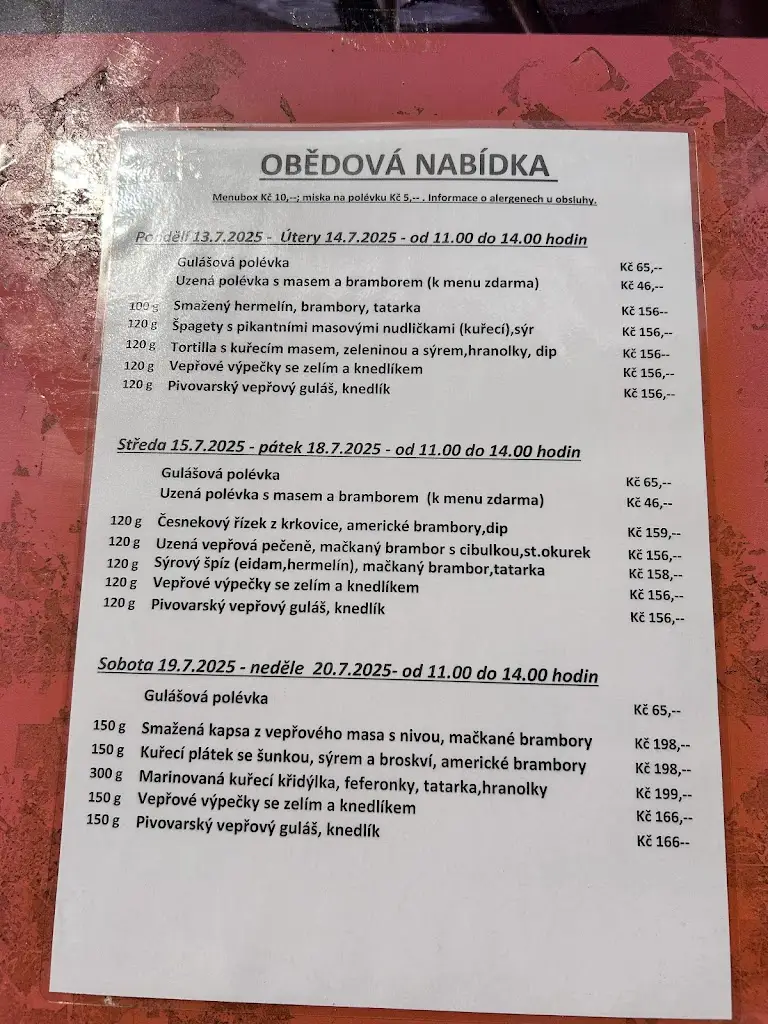 OBĚDOVÁ NABÍDKA
Menubox Kč 10,--; miska na polévku Kč 5,-- . Informace o alergenech u obsluhy.
Pondělí 13.7.2025 - Útery 14.7.2025 - od 11.00 do 14.00 hodin
Gulášová polévka Kč 65,--
Uzená polévka s masem a bramborem (k menu zdarma) Kč 46,--
100 g Smažený hermelín, brambory, tatarka Kč 156--
120 g Špagety s pikantními masovými nudličkami (kuřecí),sýr Kč 156,--
120 g Tortilla s kuřecím masem, zeleninou a sýrem,hranolky, dip Kč 156--
120 g Vepřové výpečky se zelím a knedlíkem Kč 156,--
120 g Pivovarský vepřový guláš, knedlík Kč 156,--
Středa 15.7.2025 - pátek 18.7.2025 - od 11.00 do 14.00 hodin
Gulášová polévka Kč 65,--
Uzená polévka s masem a bramborem (k menu zdarma) Kč 46,--
120 g Česnekový řízek z krkovice, americké brambory,dip Kč 159,--
120 g Uzená vepřová pečeně, mačkaný brambor s cibulkou,st.okurek Kč 156,--
120 g Sýrový špíz (eidam,hermelín), mačkaný brambor,tatarka Kč 158,--
120 g Vepřové výpečky se zelím a knedlíkem Kč 156,--
120 g Pivovarský vepřový guláš, knedlík Kč 156,--
Sobota 19.7.2025 - neděle 20.7.2025- od 11.00 do 14.00 hodin
Gulášová polévka Kč 65,--
150 g Smažená kapsa z vepřového masa s nivou, mačkané brambory Kč 198,--
150 g Kuřecí plátek se šunkou, sýrem a broskví, americké brambory Kč 198,--
300 g Marinovaná kuřecí křidýlka, feferonky, tatarka,hranolky Kč 199,--
150 g Vepřové výpečky se zelím a knedlíkem Kč 166,--
150 g Pivovarský vepřový guláš, knedlík Kč 166--